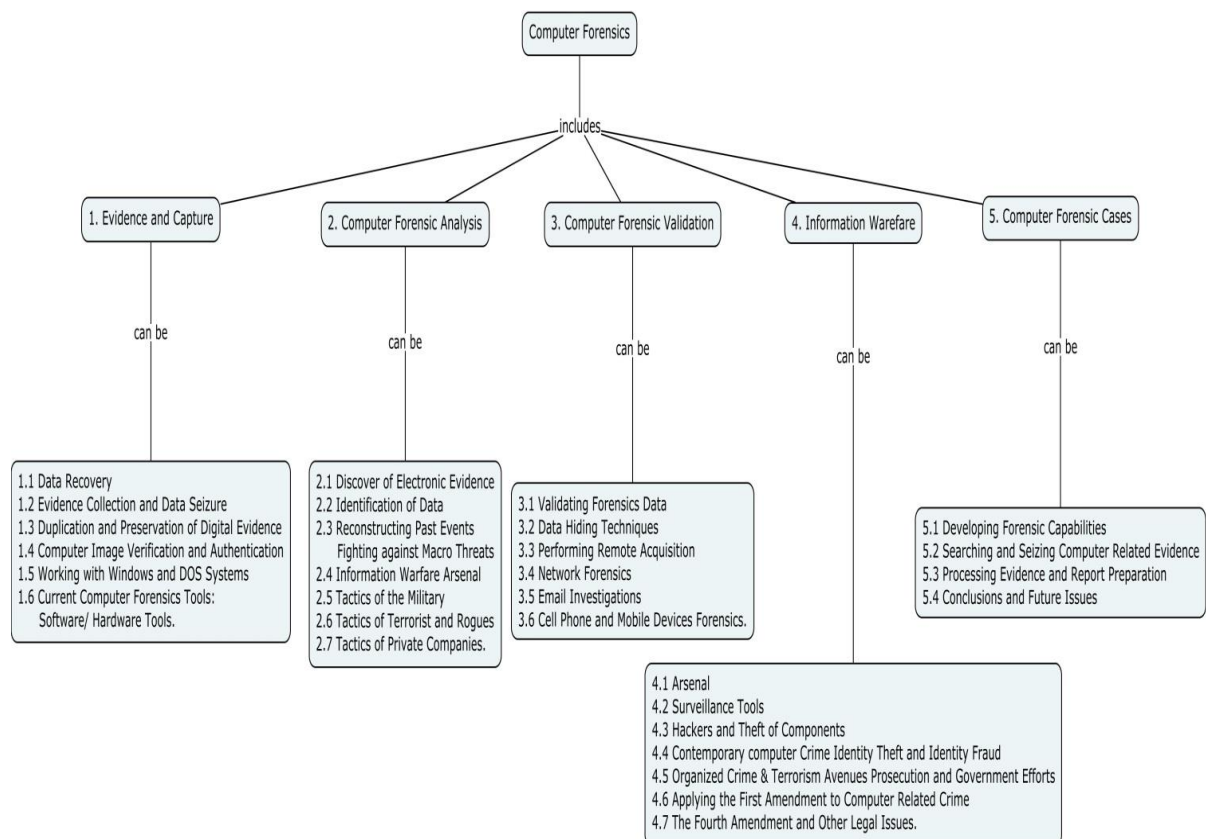 Computer Forensics
includes
1. Evidence and Capture
2. Computer Forensic Analysis
3. Computer Forensic Validation
4. Information Warefare
5. Computer Forensic Cases
can be
can be
can be
can be
can be
1.1 Data Recovery
1.2 Evidence Collection and Data Seizure
1.3 Duplication and Preservation of Digital Evidence
1.4 Computer Image Verification and Authentication
1.5 Working with Windows and DOS Systems
1.6 Current Computer Forensics Tools:
Software/ Hardware Tools.
2.1 Discover of Electronic Evidence
2.2 Identification of Data
2.3 Reconstructing Past Events
Fighting against Macro Threats
2.4 Information Warfare Arsenal
2.5 Tactics of the Military
2.6 Tactics of Terrorist and Rogues
2.7 Tactics of Private Companies.
3.1 Validating Forensics Data
3.2 Data Hiding Techniques
3.3 Performing Remote Acquisition
3.4 Network Forensics
3.5 Email Investigations
3.6 Cell Phone and Mobile Devices Forensics.
4.1 Arsenal
4.2 Surveillance Tools
4.3 Hackers and Theft of Components
4.4 Contemporary computer Crime Identity Theft and Identity Fraud
4.5 Organized Crime & Terrorism Avenues Prosecution and Government Efforts
4.6 Applying the First Amendment to Computer Related Crime
4.7 The Fourth Amendment and Other Legal Issues.
5.1 Developing Forensic Capabilities
5.2 Searching and Seizing Computer Related Evidence
5.3 Processing Evidence and Report Preparation
5.4 Conclusions and Future Issues